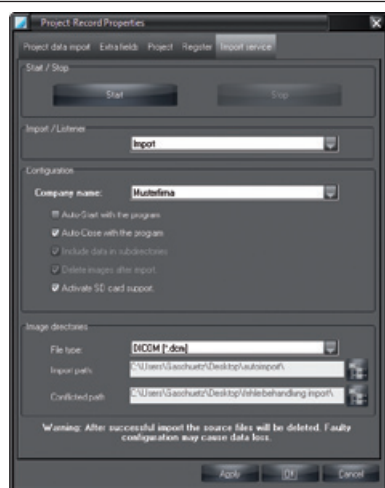 Project Record Properties
Project data import Extra fields Project Register Import service
Start / Stop
Start Stop
Import / Listener
Import
Configuration
Company name: Musterfirma
Auto-Start with the program
Auto-Close with the program
Include data in subdirectories
Delete images after import
Activate SD card support.
Image directories
File type: DICOM (*.dcm)
Import path: C:\Users\Gaschuetz\Desktop\autoimport\
Conflicted path C:\Users\Gaschuetz\Desktop\fehlerbehandlung import\
Warning: After successful import the source files will be deleted. Faulty
configuration may cause data loss.
Apply OK Cancel